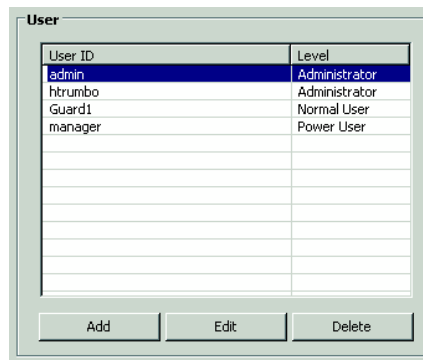 User
User ID Level
admin Administrator
htrumbo Administrator
Guard1 Normal User
manager Power User
Add Edit Delete